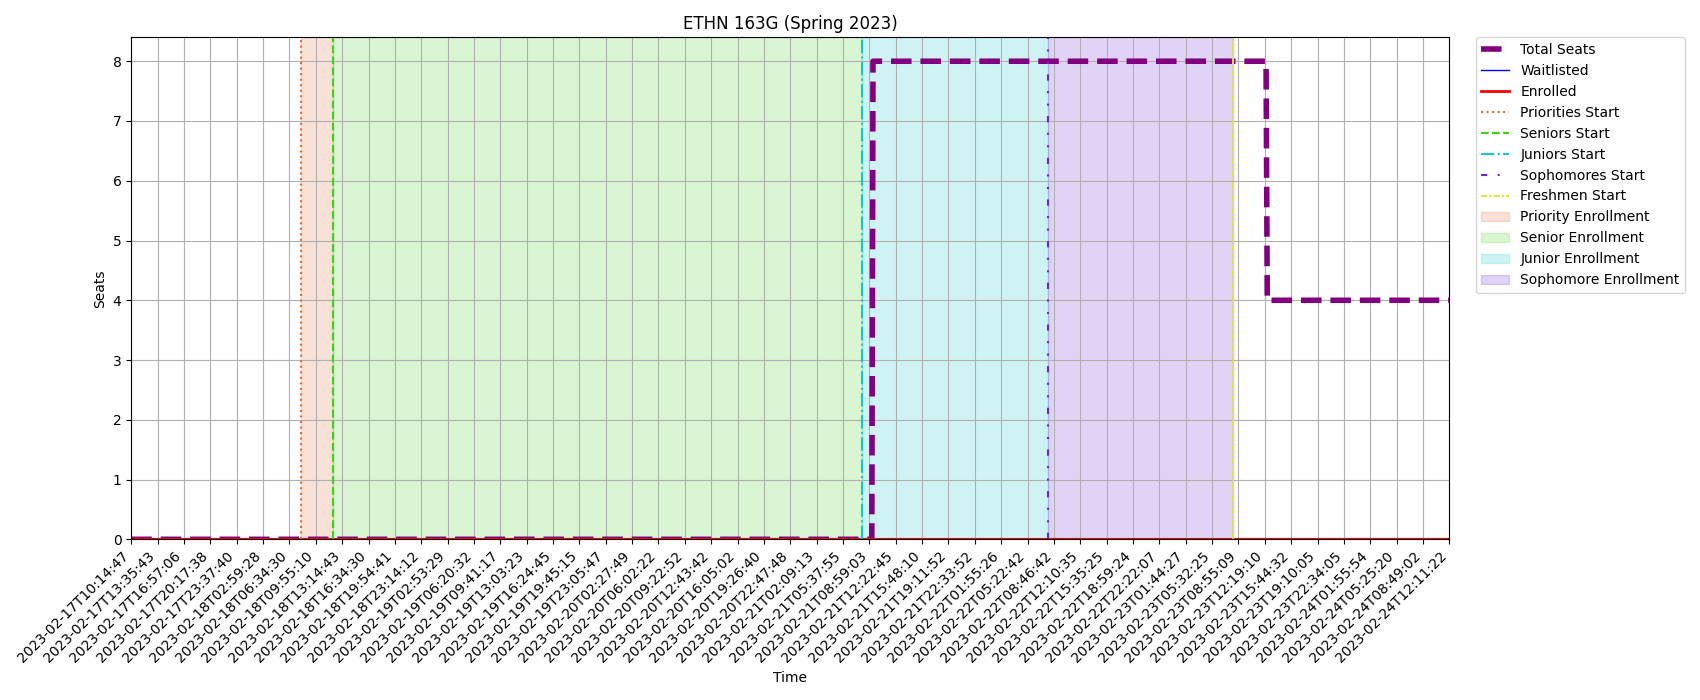 ETHN 163G (Spring 2023)
Seats
8
7
6
5
4
3
2
1
0
2023-02-17T10:14:47
2023-02-17T13:35:43
2023-02-17T16:57:06
2023-02-17T20:17:38
2023-02-17T23:37:40
2023-02-18T02:59:28
2023-02-18T06:34:30
2023-02-18T09:55:10
2023-02-18T13:14:43
2023-02-18T16:34:30
2023-02-18T19:54:41
2023-02-18T23:14:12
2023-02-19T02:53:29
2023-02-19T06:20:32
2023-02-19T09:41:17
2023-02-19T13:03:23
2023-02-19T16:24:45
2023-02-19T19:45:15
2023-02-19T23:05:47
2023-02-20T02:27:49
2023-02-20T06:02:22
2023-02-20T09:22:52
2023-02-20T12:43:42
2023-02-20T16:05:02
2023-02-20T19:26:40
2023-02-20T22:47:48
2023-02-21T02:09:13
2023-02-21T05:37:55
2023-02-21T08:59:03
2023-02-21T12:22:45
2023-02-21T15:48:10
2023-02-21T19:11:52
2023-02-21T22:33:52
2023-02-22T01:55:26
2023-02-22T05:22:42
2023-02-22T08:46:42
2023-02-22T12:10:35
2023-02-22T15:35:25
2023-02-22T18:59:24
2023-02-22T22:22:07
2023-02-23T01:44:27
2023-02-23T05:32:25
2023-02-23T08:55:09
2023-02-23T12:19:10
2023-02-23T15:44:32
2023-02-23T19:10:05
2023-02-23T22:34:05
2023-02-24T01:55:54
2023-02-24T05:25:20
2023-02-24T08:49:02
2023-02-24T12:11:22
Time
Total Seats
Waitlisted
Enrolled
Priorities Start
Seniors Start
Juniors Start
Sophomores Start
Freshmen Start
Priority Enrollment
Senior Enrollment
Junior Enrollment
Sophomore Enrollment